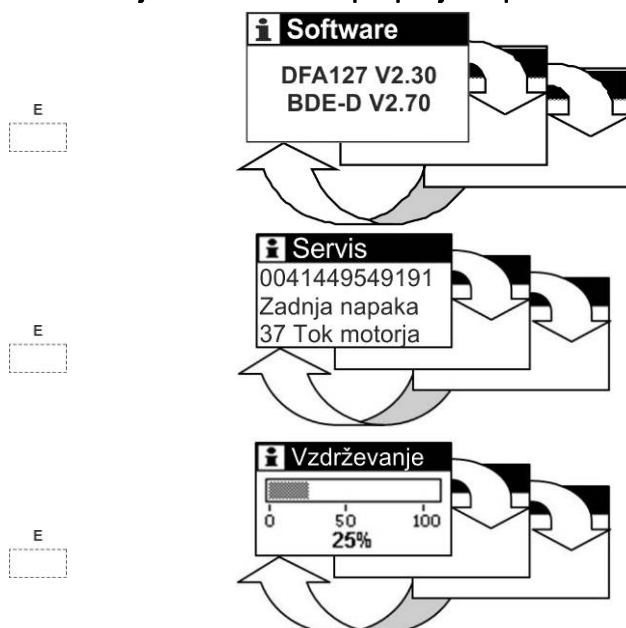 i Software
DFA127 V2.30
BDE-D V2.70
E
i Servis
0041449549191
Zadnja napaka
37 Tok motorja
E
i Vzdrževanje
0 50 100
25%
E